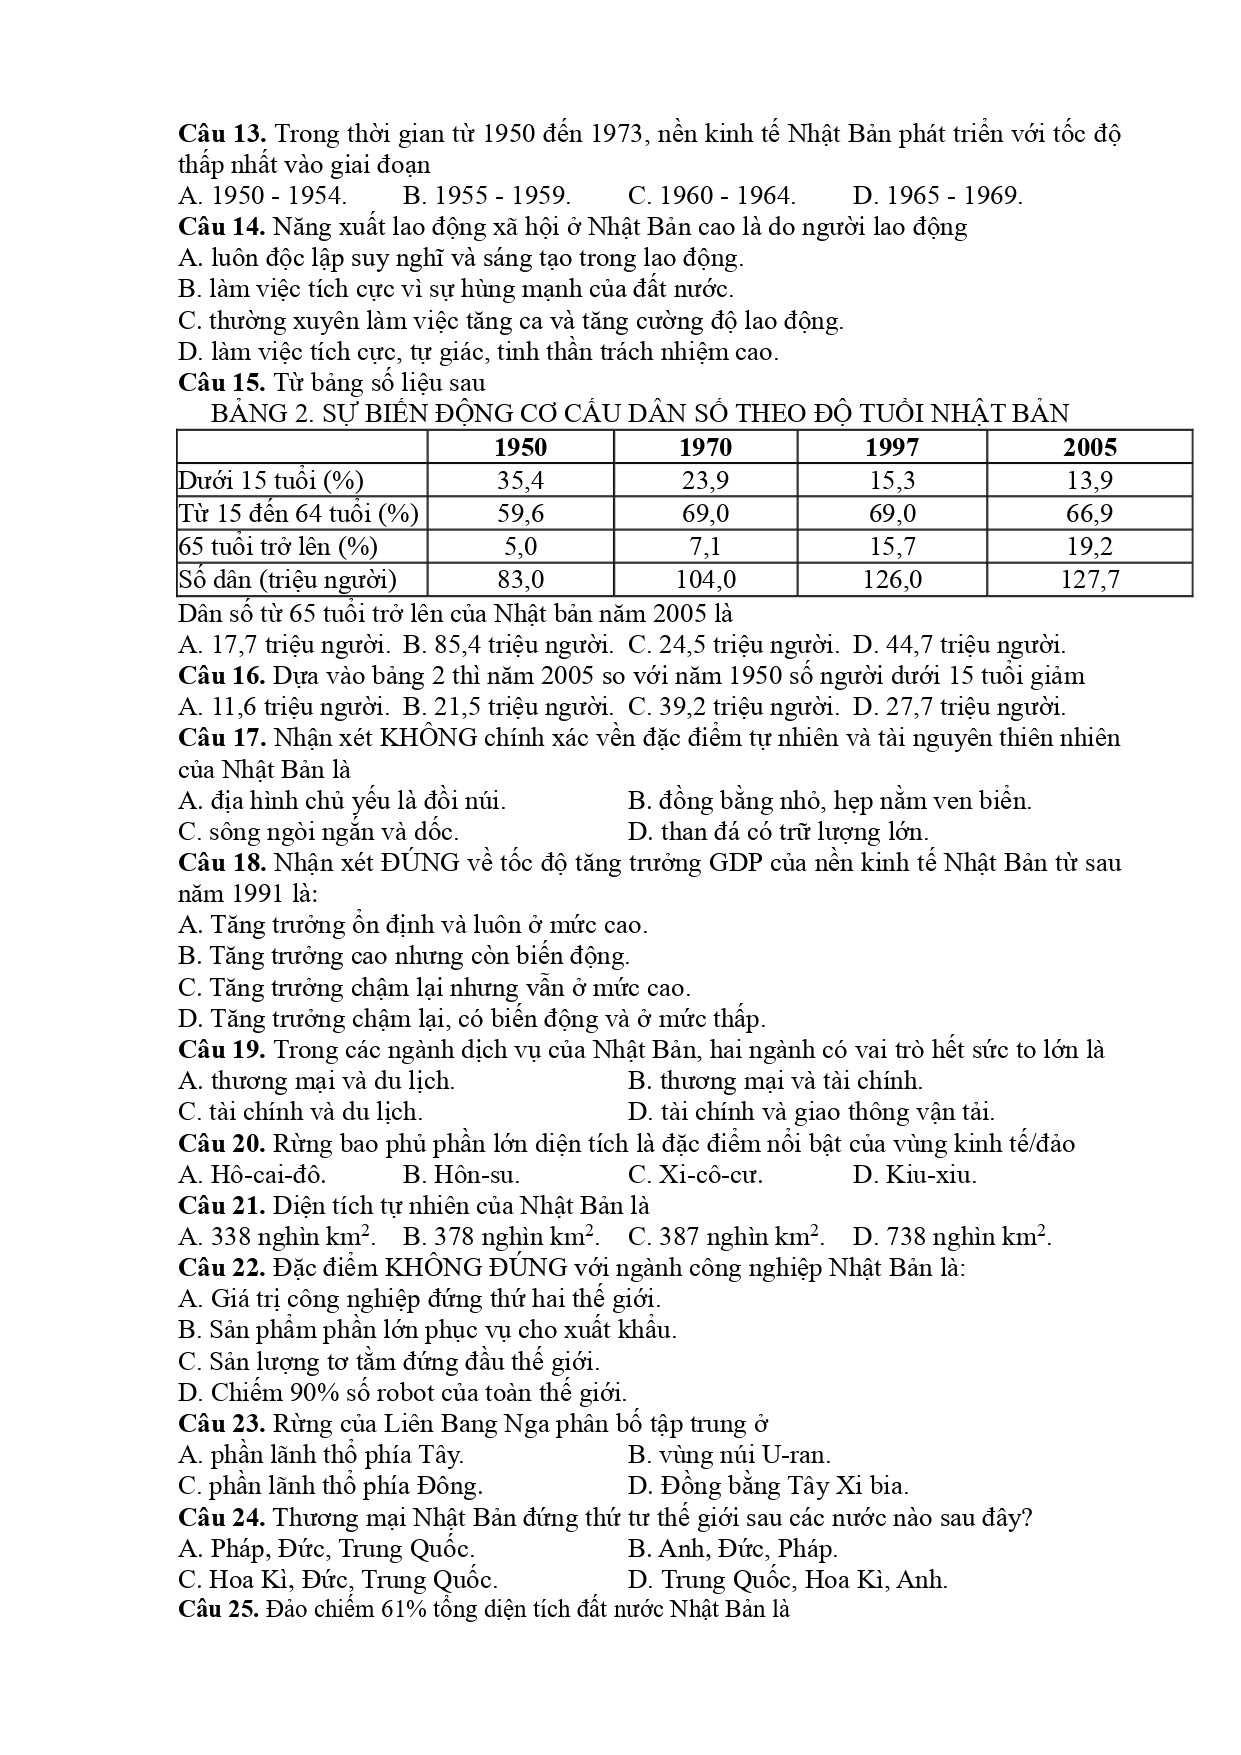 Câu 13. Trong thời gian từ 1950 đến 1973, nền kinh tế Nhật Bản phát triển với tốc độ
thấp nhất vào giai đoạn
A. 1950 - 1954. B. 1955 - 1959. C. 1960 - 1964. D. 1965 - 1969.
Câu 14. Năng xuất lao động xã hội ở Nhật Bản cao là do người lao động
A. luôn độc lập suy nghĩ và sáng tạo trong lao động.
B. làm việc tích cực vì sự hùng mạnh của đất nước.
C. thường xuyên làm việc tăng ca và tăng cường độ lao động.
D. làm việc tích cực, tự giác, tinh thần trách nhiệm cao.
Câu 15. Từ bảng số liệu sau
BẢNG 2. SỰ BIẾN ĐỘNG CƠ CẤU DÂN SỐ THEO ĐỘ TUỔI NHẬT BẢN
1950 1970 1997 2005
Dưới 15 tuổi (%) 35,4 23,9 15,3 13,9
Từ 15 đến 64 tuổi (%) 59,6 69,0 69,0 66,9
65 tuổi trở lên (%) 5,0 7,1 15,7 19,2
Số dân (triệu người) 83,0 104,0 126,0 127,7
Dân số từ 65 tuổi trở lên của Nhật bản năm 2005 là
A. 17,7 triệu người. B. 85,4 triệu người. C. 24,5 triệu người. D. 44,7 triệu người.
Câu 16. Dựa vào bảng 2 thì năm 2005 so với năm 1950 số người dưới 15 tuổi giảm
A. 11,6 triệu người. B. 21,5 triệu người. C. 39,2 triệu người. D. 27,7 triệu người.
Câu 17. Nhận xét KHÔNG chính xác vền đặc điểm tự nhiên và tài nguyên thiên nhiên
của Nhật Bản là
A. địa hình chủ yếu là đồi núi. B. đồng bằng nhỏ, hẹp nằm ven biển.
C. sông ngòi ngắn và dốc. D. than đá có trữ lượng lớn.
Câu 18. Nhận xét ĐÚNG về tốc độ tăng trưởng GDP của nền kinh tế Nhật Bản từ sau
năm 1991 là:
A. Tăng trưởng ổn định và luôn ở mức cao.
B. Tăng trưởng cao nhưng còn biến động.
C. Tăng trưởng chậm lại nhưng vẫn ở mức cao.
D. Tăng trưởng chậm lại, có biến động và ở mức thấp.
Câu 19. Trong các ngành dịch vụ của Nhật Bản, hai ngành có vai trò hết sức to lớn là
A. thương mại và du lịch. B. thương mại và tài chính.
C. tài chính và du lịch. D. tài chính và giao thông vận tải.
Câu 20. Rừng bao phủ phần lớn diện tích là đặc điểm nổi bật của vùng kinh tế/đảo
A. Hô-cai-đô. B. Hôn-su. C. Xi-cô-cư. D. Kiu-xiu.
Câu 21. Diện tích tự nhiên của Nhật Bản là
A. 338 nghìn km². B. 378 nghìn km². C. 387 nghìn km². D. 738 nghìn km².
Câu 22. Đặc điểm KHÔNG ĐÚNG với ngành công nghiệp Nhật Bản là:
A. Giá trị công nghiệp đứng thứ hai thế giới.
B. Sản phẩm phần lớn phục vụ cho xuất khẩu.
C. Sản lượng tơ tằm đứng đầu thế giới.
D. Chiếm 90% số robot của toàn thế giới.
Câu 23. Rừng của Liên Bang Nga phân bố tập trung ở
A. phần lãnh thổ phía Tây. B. vùng núi U-ran.
C. phần lãnh thổ phía Đông. D. Đồng bằng Tây Xi bia.
Câu 24. Thương mại Nhật Bản đứng thứ tư thế giới sau các nước nào sau đây?
A. Pháp, Đức, Trung Quốc. B. Anh, Đức, Pháp.
C. Hoa Kì, Đức, Trung Quốc. D. Trung Quốc, Hoa Kì, Anh.
Câu 25. Đảo chiếm 61% tổng diện tích đất nước Nhật Bản là